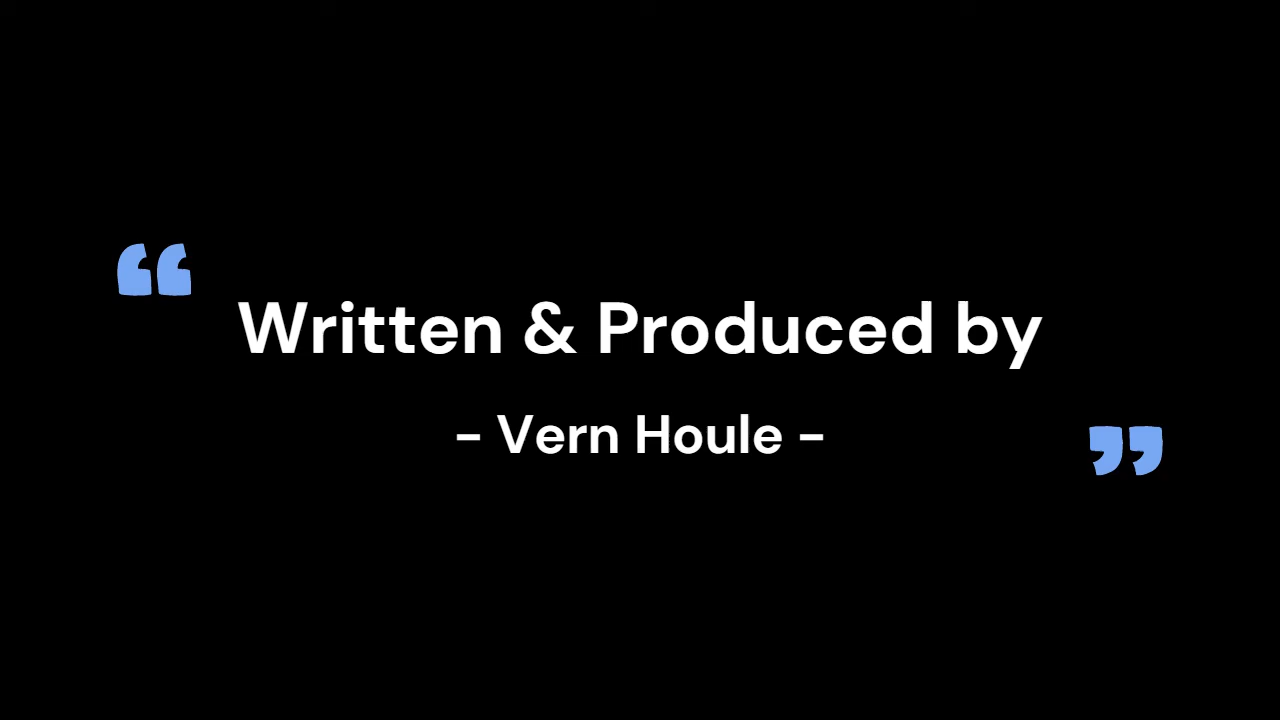 “
Written & Produced by
- Vern Houle -
”